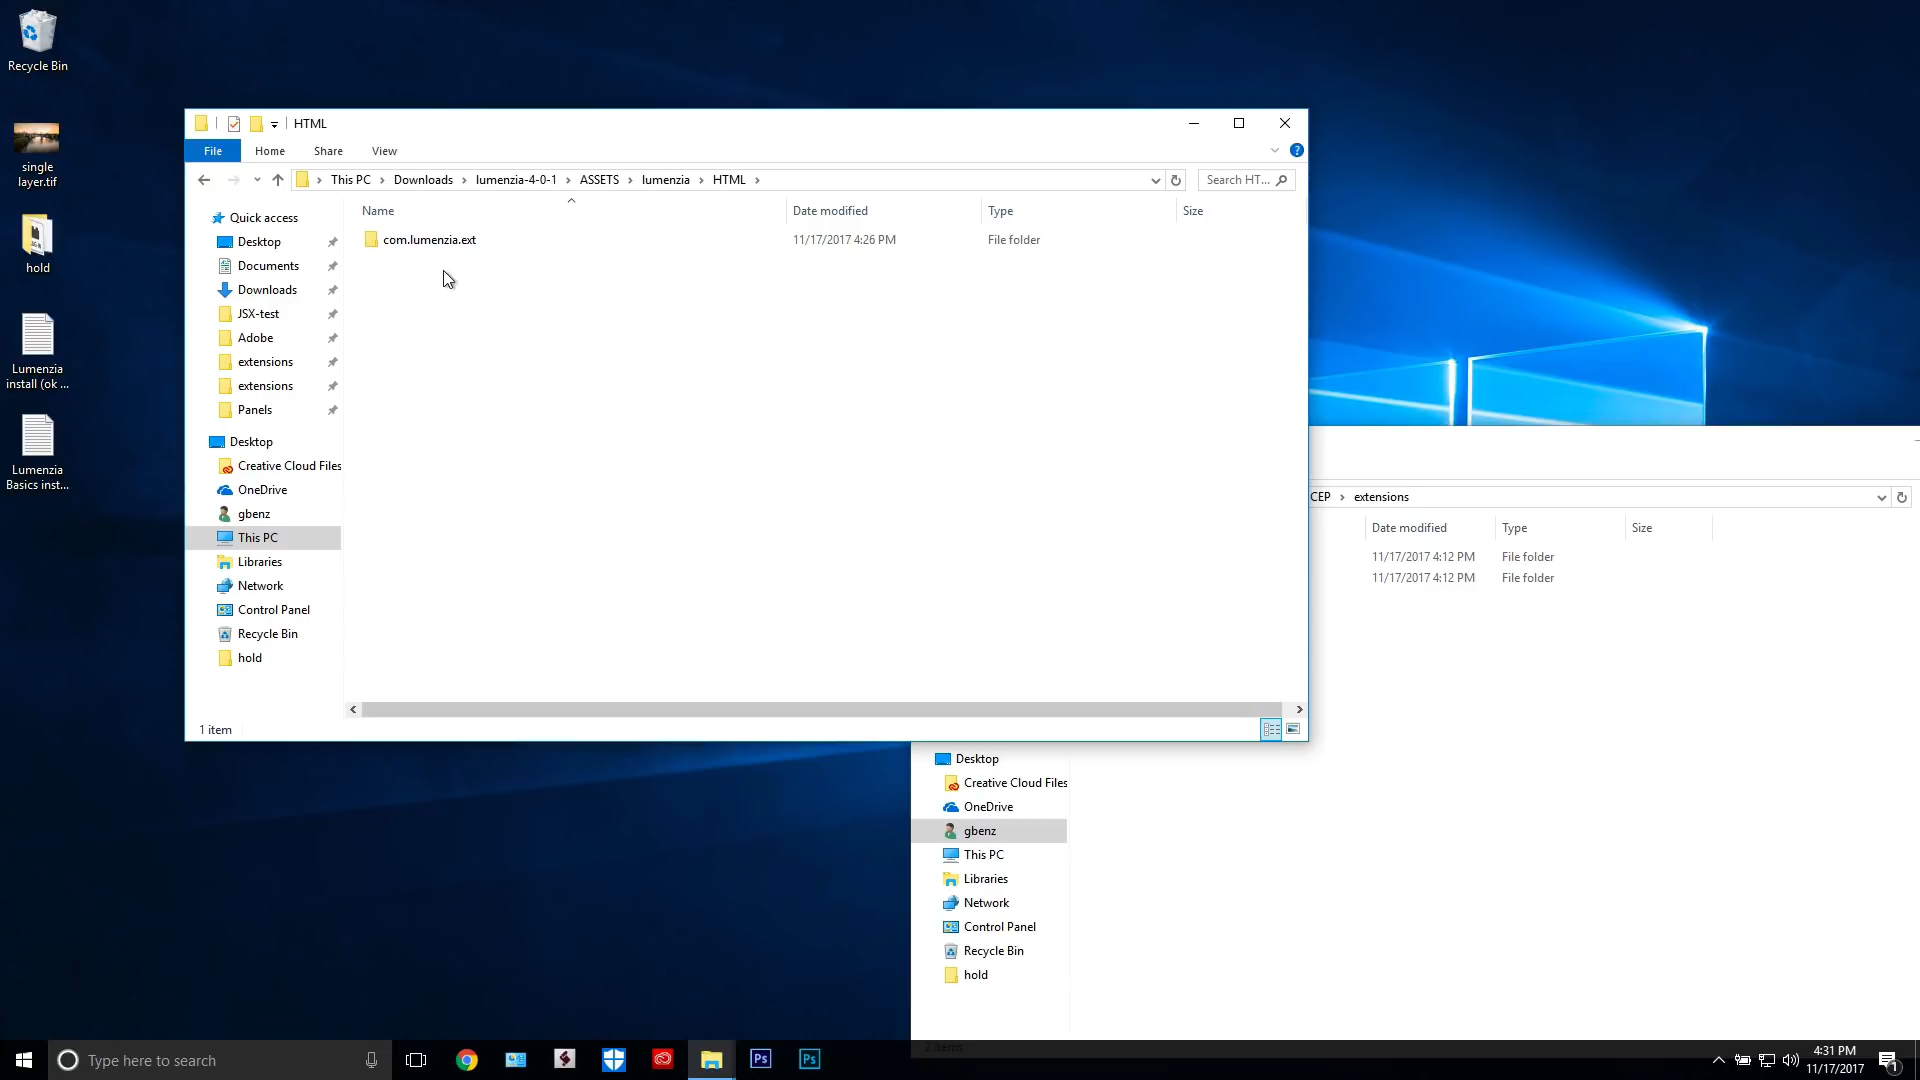 Recycle Bin
single
layer.tif
hold
Lumenzia
install (ok ...
Lumenzia
Basics inst...
HTML
File
Home
Share
View
This PC
Downloads
lumenzia-4-0-1
ASSETS
lumenzia
HTML
Search HT...
Name
Date modified
Type
Size
com.lumenzia.ext
11/17/2017 4:26 PM
File folder
Quick access
Desktop
Documents
Downloads
JSX-test
Adobe
extensions
extensions
Panels
Desktop
Creative Cloud Files
OneDrive
gbenz
This PC
Libraries
Network
Control Panel
Recycle Bin
hold
1 item
CEP
extensions
Date modified
Type
Size
11/17/2017 4:12 PM
File folder
11/17/2017 4:12 PM
File folder
Desktop
Creative Cloud Files
OneDrive
gbenz
This PC
Libraries
Network
Control Panel
Recycle Bin
hold
2 items
Type here to search
Ps
Ps
4:31 PM
11/17/2017
1